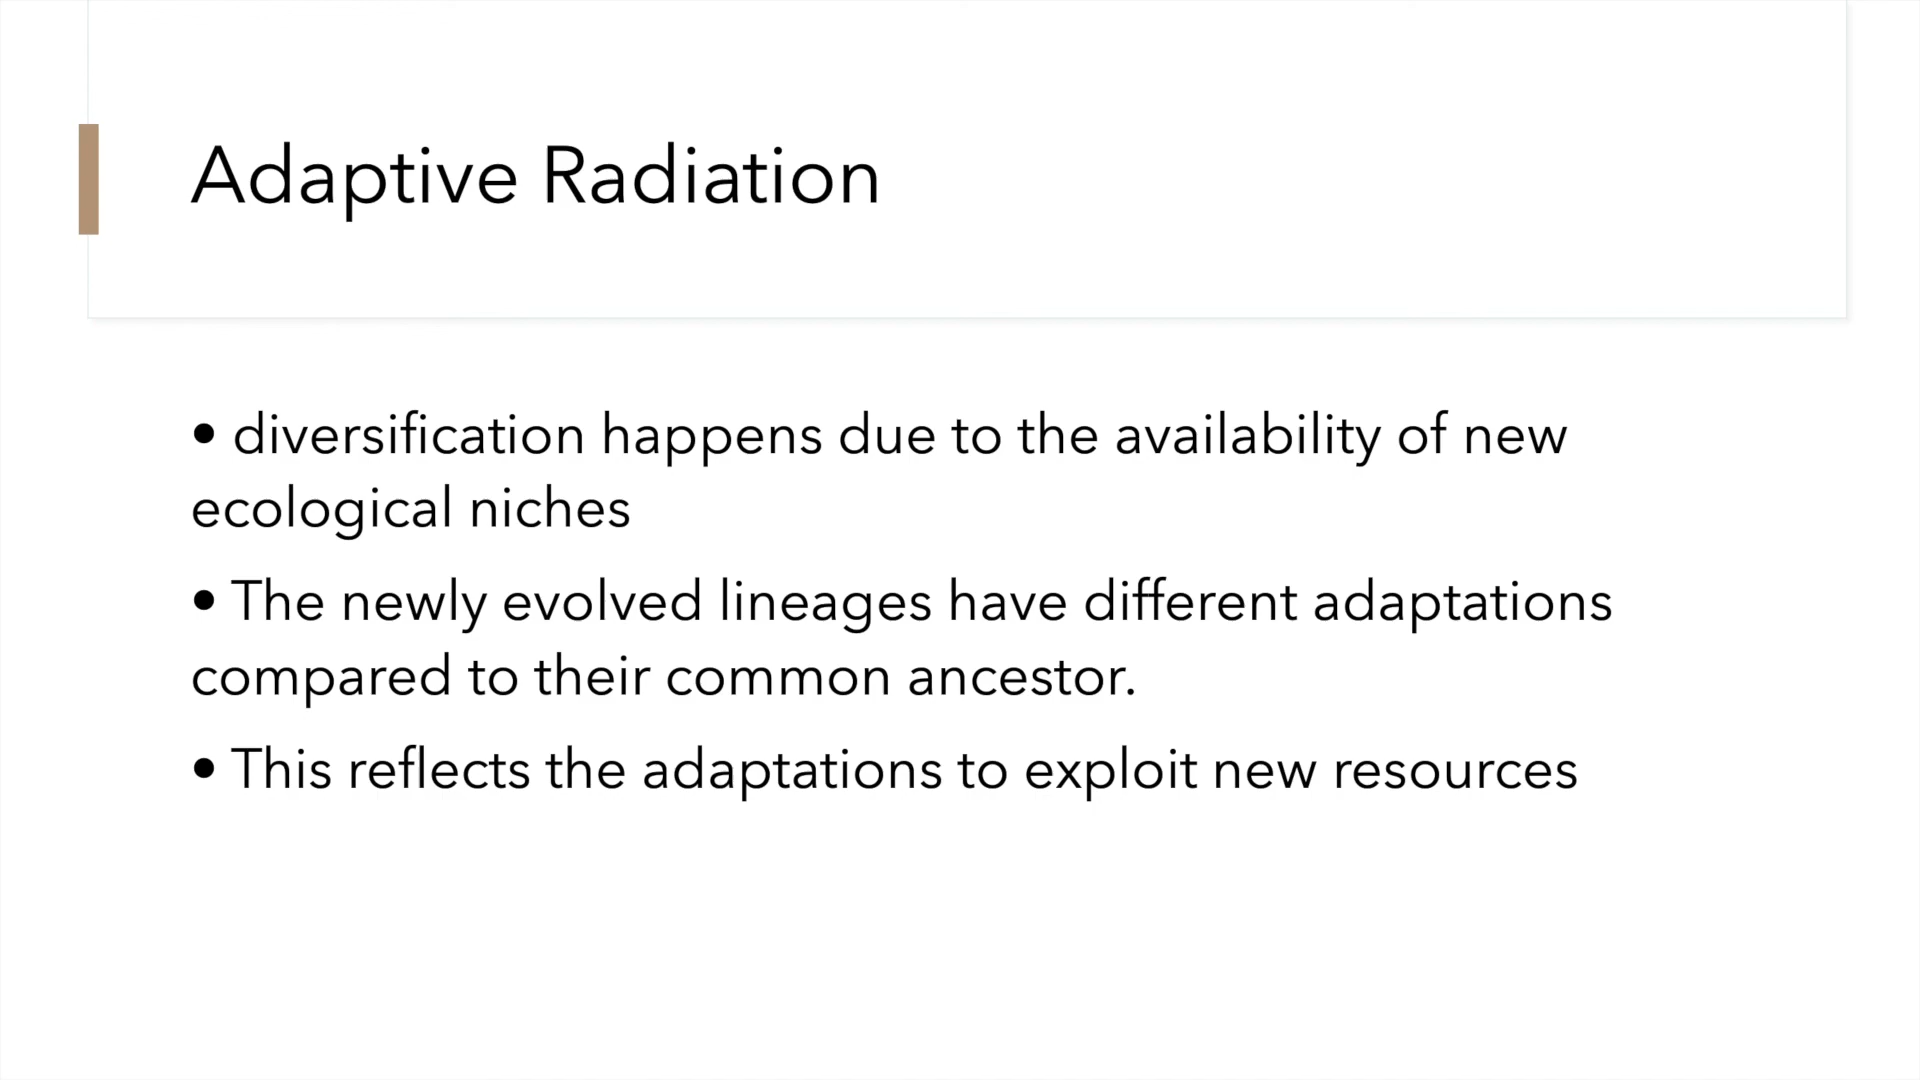 Adaptive Radiation
• diversification happens due to the availability of new
ecological niches
• The newly evolved lineages have different adaptations
compared to their common ancestor.
• This reflects the adaptations to exploit new resources